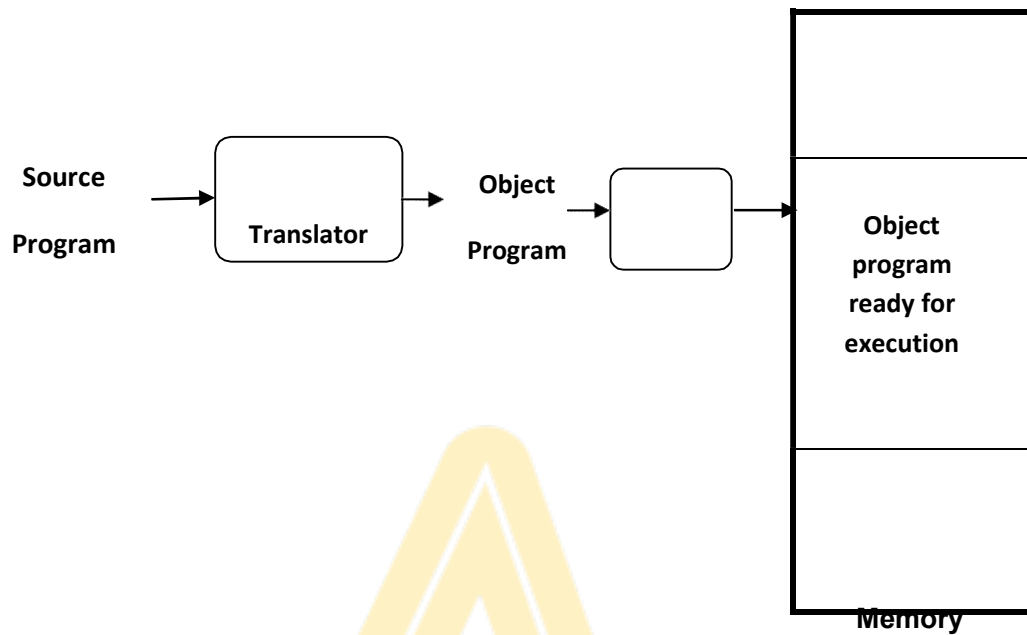 Source
Program
Translator
Object
Program
Object
program
ready for
execution
Memory